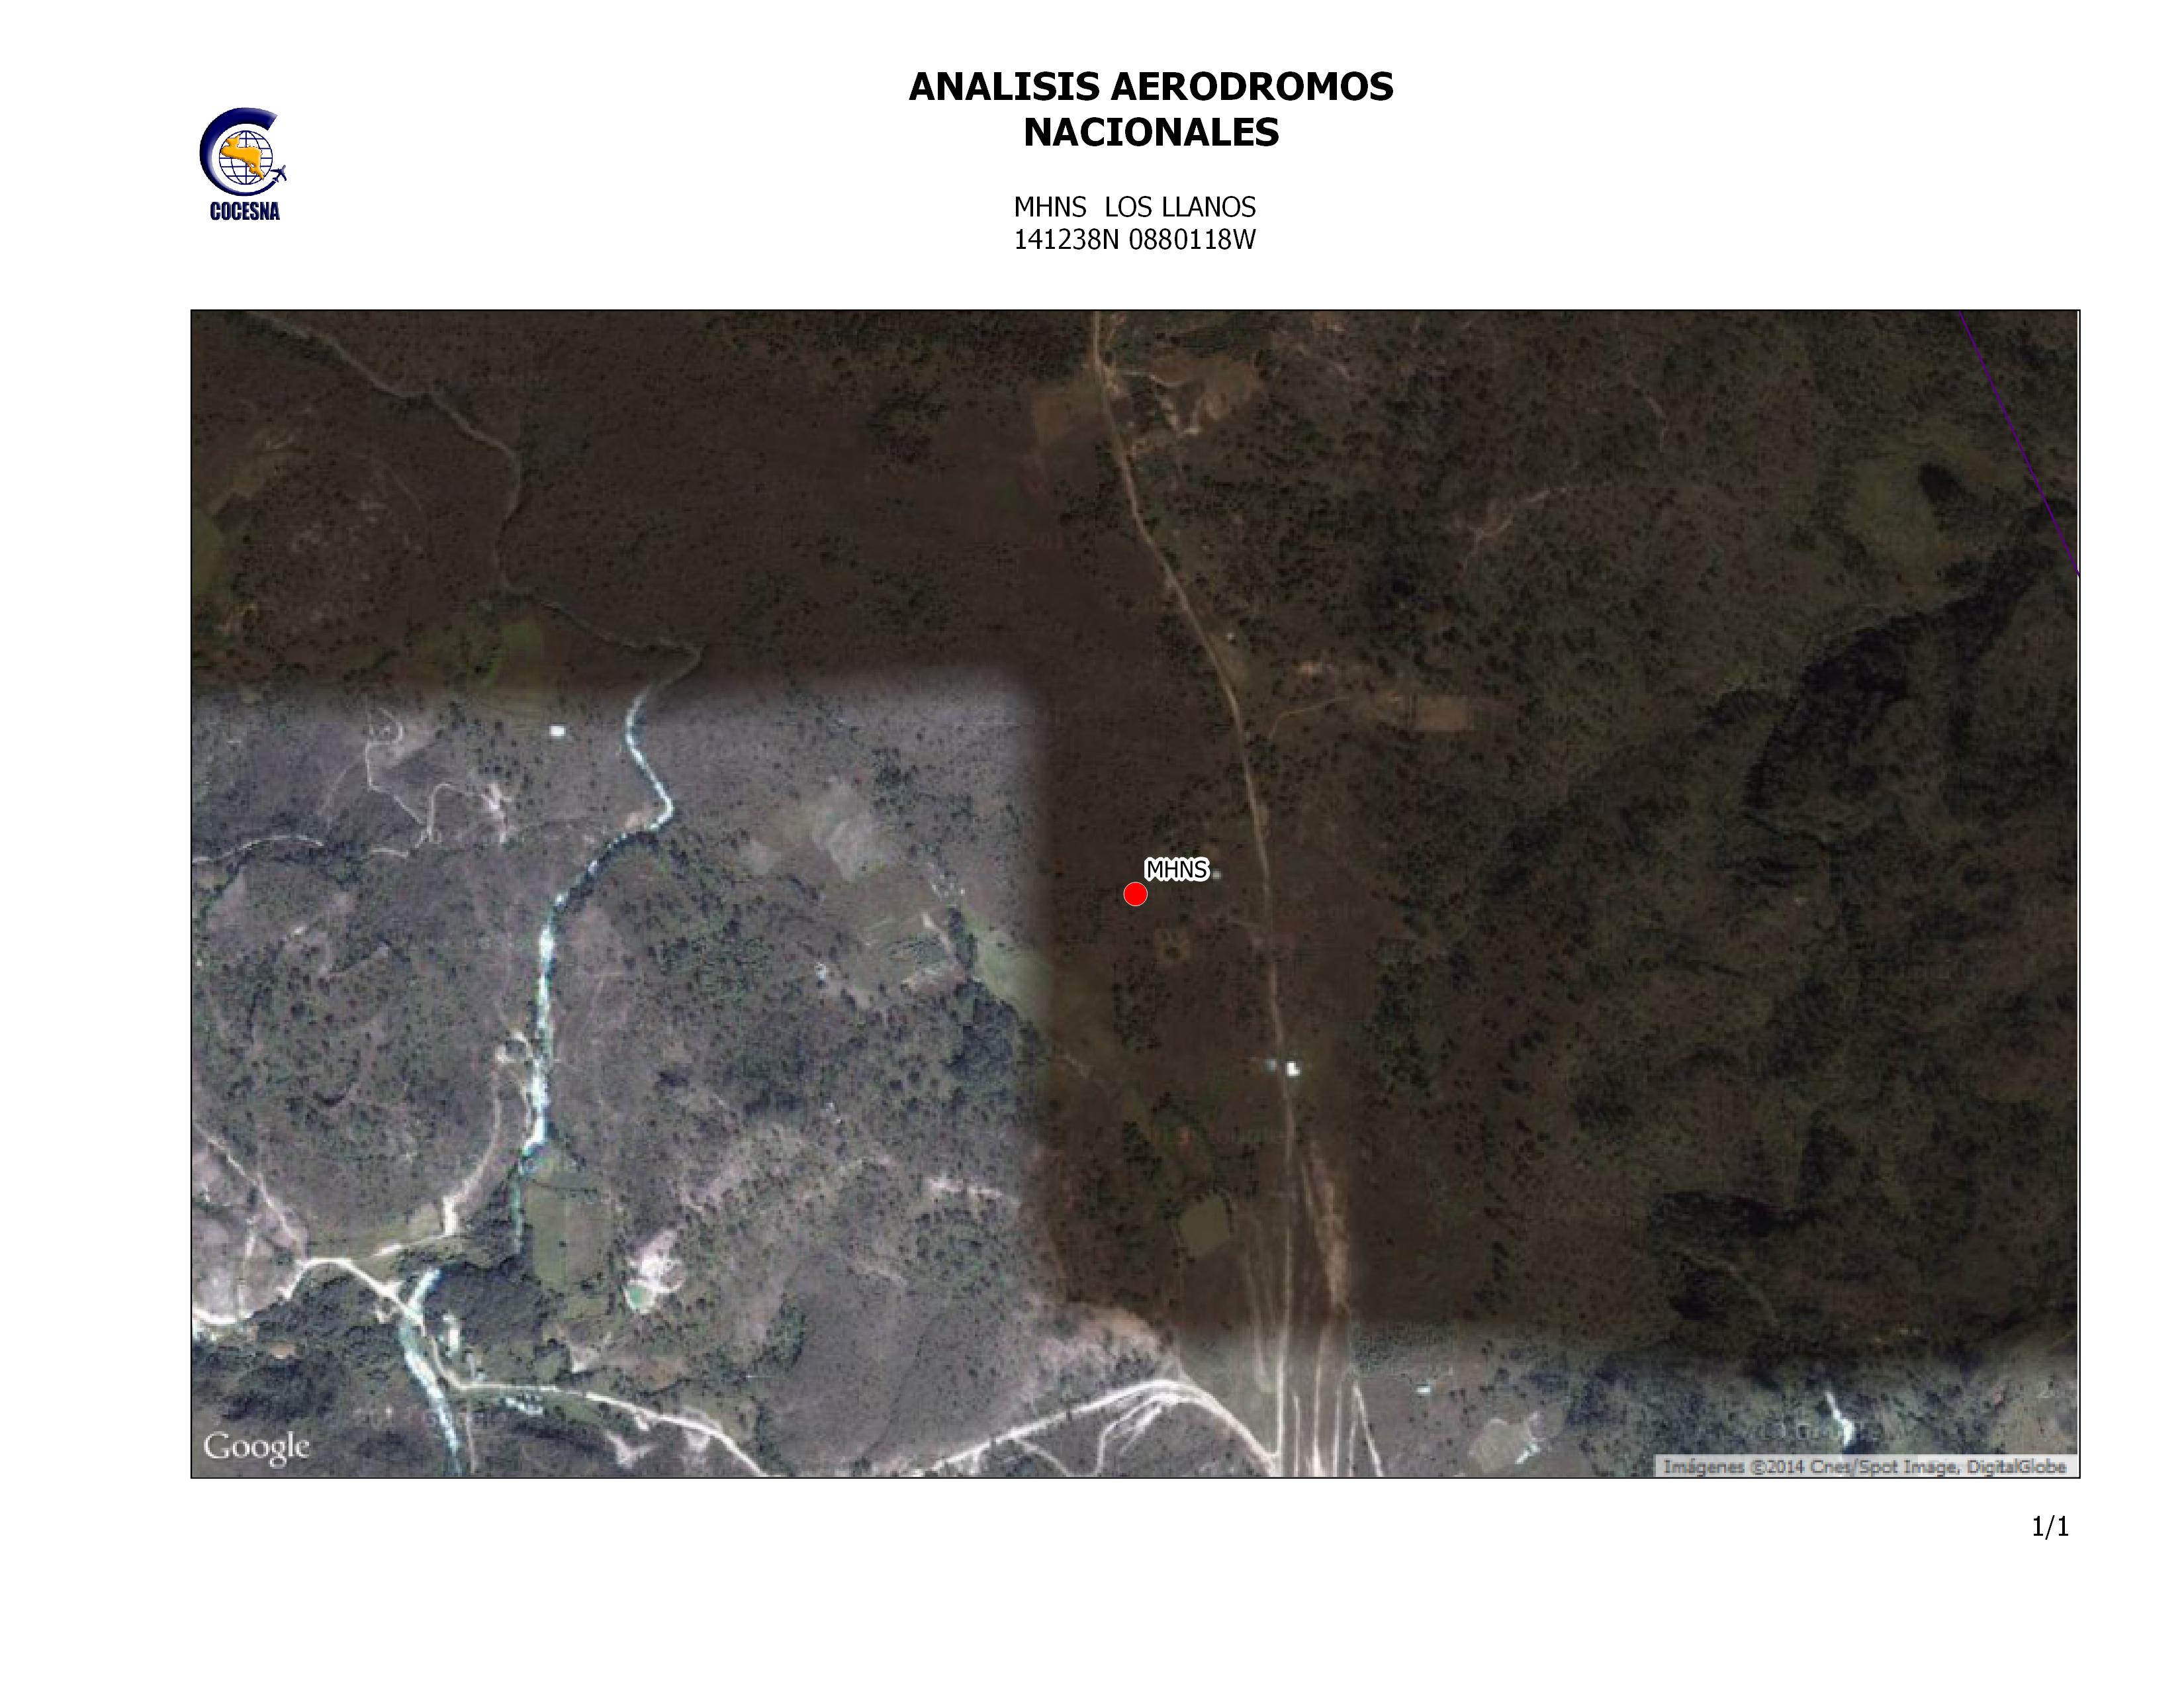 ANALISIS AERODROMOS
NACIONALES
COCESNA
MHNS LOS LLANOS
141238N 0880118W
MHNS
Google
Imágenes ©2014 Cnes/Spot Image, DigitalGlobe
1/1